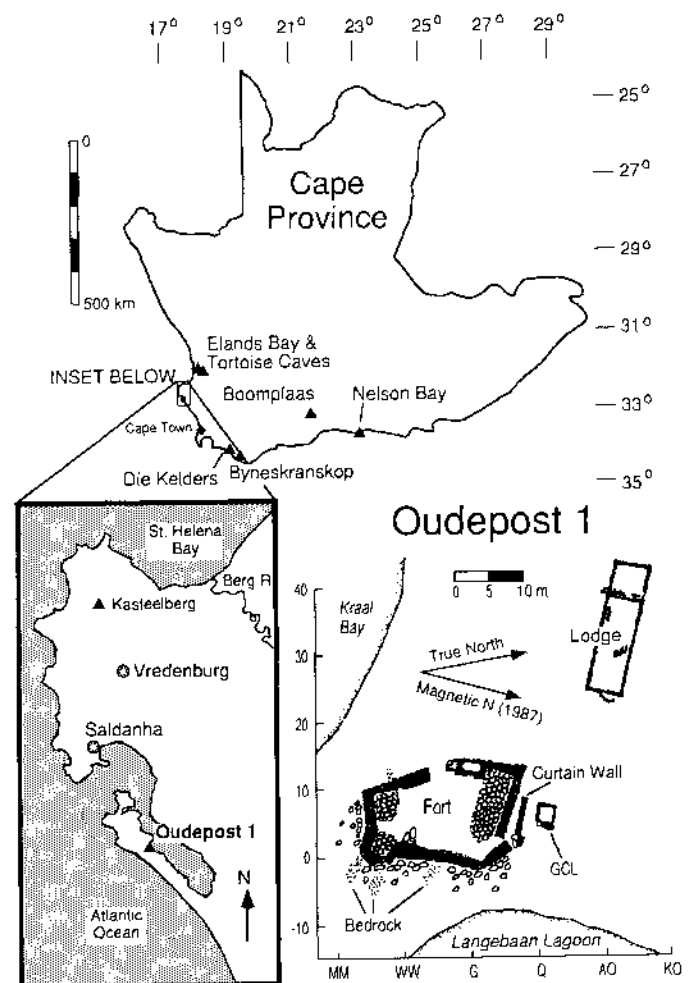 17° 19° 21° 23° 25° 27° 29°
25°
27°
29°
31°
33°
35°
0
500 km
Cape
Province
Elands Bay &
Tortoise Caves
INSET BELOW
Boomplaas
Nelson Bay
Cape Town
Die Kelders
Byneskranskop
St. Helena
Bay
Berg R
Kasteelberg
Vredenburg
Saldanha
Oudepost 1
N
Atlantic
Ocean
Oudepost 1
0 5 10 m
40
30
20
10
0
-10
Kraal
Bay
True North
Magnetic N (1987)
Lodge
Curtain Wall
Fort
GCL
Bedrock
Langebaan Lagoon
MM WW G Q AO KO